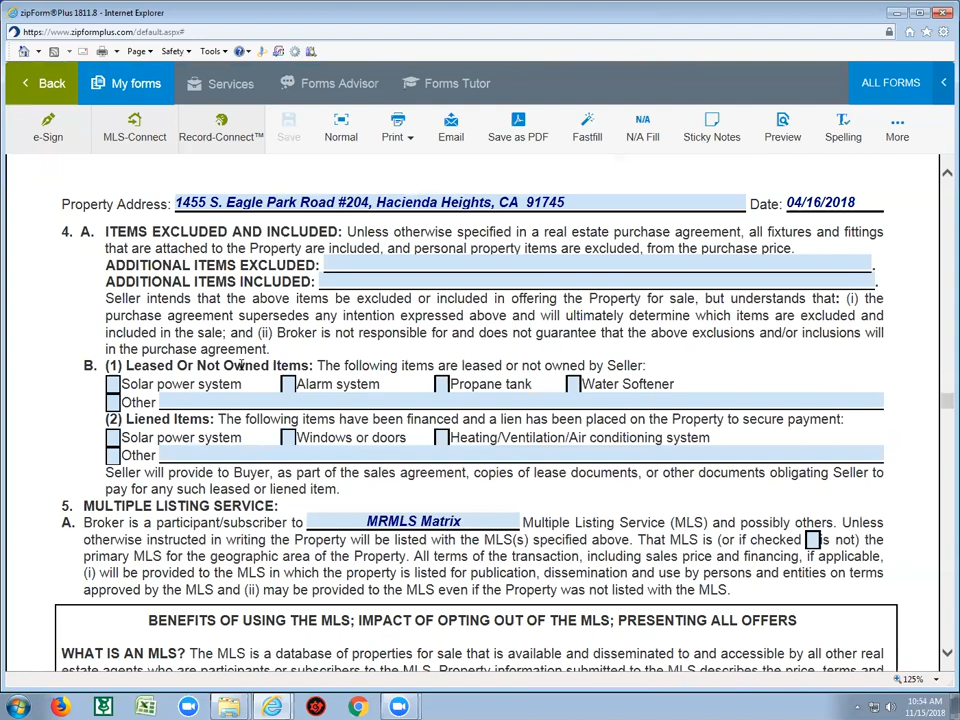 zipForm®Plus 1811.8 - Internet Explorer
https://www.zipformplus.com/default.aspx#
Page Safety Tools
Back My forms Services Forms Advisor Forms Tutor ALL FORMS
e-Sign MLS-Connect Record-Connect™ Save Normal Print Email Save as PDF Fastfill N/A N/A Fill Sticky Notes Preview Spelling More
Property Address: 1455 S. Eagle Park Road #204, Hacienda Heights, CA 91745 Date: 04/16/2018
4. A. ITEMS EXCLUDED AND INCLUDED: Unless otherwise specified in a real estate purchase agreement, all fixtures and fittings
that are attached to the Property are included, and personal property items are excluded, from the purchase price.
ADDITIONAL ITEMS EXCLUDED: .
ADDITIONAL ITEMS INCLUDED: .
Seller intends that the above items be excluded or included in offering the Property for sale, but understands that: (i) the
purchase agreement supersedes any intention expressed above and will ultimately determine which items are excluded and
included in the sale; and (ii) Broker is not responsible for and does not guarantee that the above exclusions and/or inclusions will
in the purchase agreement.
B. (1) Leased Or Not Owned Items: The following items are leased or not owned by Seller:
Solar power system Alarm system Propane tank Water Softener
Other
(2) Liened Items: The following items have been financed and a lien has been placed on the Property to secure payment:
Solar power system Windows or doors Heating/Ventilation/Air conditioning system
Other
Seller will provide to Buyer, as part of the sales agreement, copies of lease documents, or other documents obligating Seller to
pay for any such leased or liened item.
5. MULTIPLE LISTING SERVICE:
A. Broker is a participant/subscriber to MRMLS Matrix Multiple Listing Service (MLS) and possibly others. Unless
otherwise instructed in writing the Property will be listed with the MLS(s) specified above. That MLS is (or if checked is not) the
primary MLS for the geographic area of the Property. All terms of the transaction, including sales price and financing, if applicable,
(i) will be provided to the MLS in which the property is listed for publication, dissemination and use by persons and entities on terms
approved by the MLS and (ii) may be provided to the MLS even if the Property was not listed with the MLS.
BENEFITS OF USING THE MLS; IMPACT OF OPTING OUT OF THE MLS; PRESENTING ALL OFFERS
WHAT IS AN MLS? The MLS is a database of properties for sale that is available and disseminated to and accessible by all other real
estate agents who are participants or subscribers to the MLS. Property information submitted to the MLS describes the price, terms and
125%
10:54 AM
11/15/2018